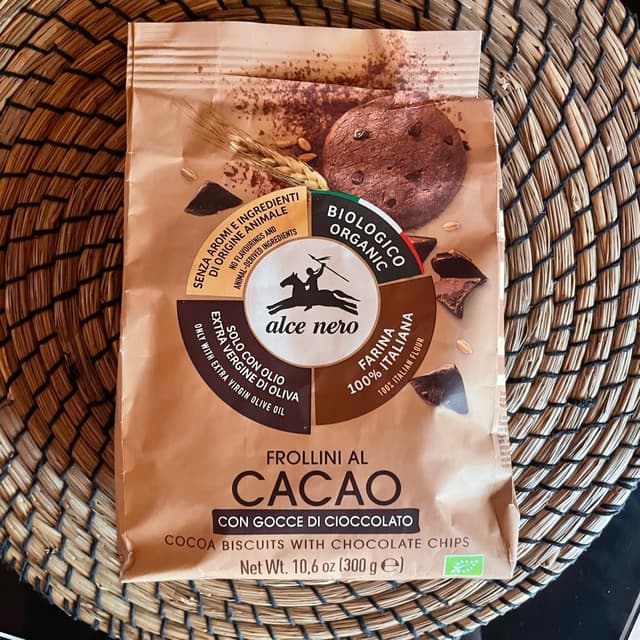 SENZA AROMI E INGREDIENTI
DI ORIGINE ANIMALE
NO FLAVOURINGS AND
ANIMAL-DERIVED INGREDIENTS
BIOLOGICO
ORGANIC
alce nero
SOLO CON OLIO
EXTRA VERGINE DI OLIVA
ONLY WITH EXTRA VIRGIN OLIVE OIL
FARINA
100% ITALIANA
100% ITALIAN FLOUR
FROLLINI AL
CACAO
CON GOCCE DI CIOCCOLATO
COCOA BISCUITS WITH CHOCOLATE CHIPS
Net Wt. 10,6 oz (300 g ℮)